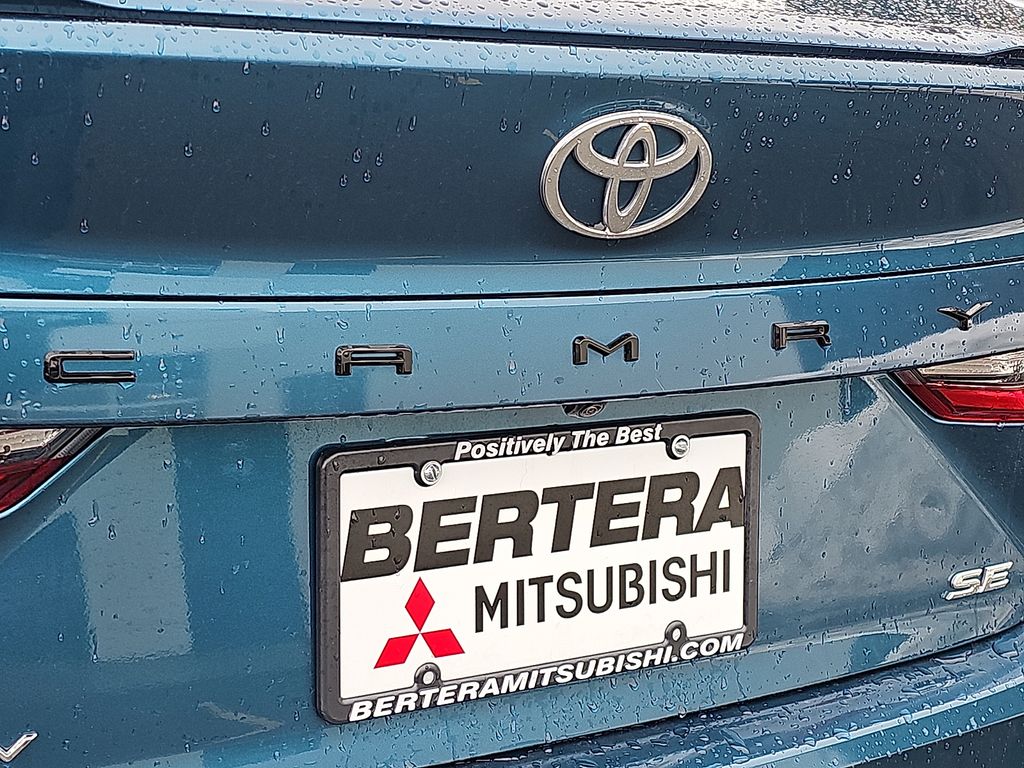 CAMRY
Positively The Best
BERTERA
MITSUBISHI
SE
BERTERAMITSUBISHI.COM